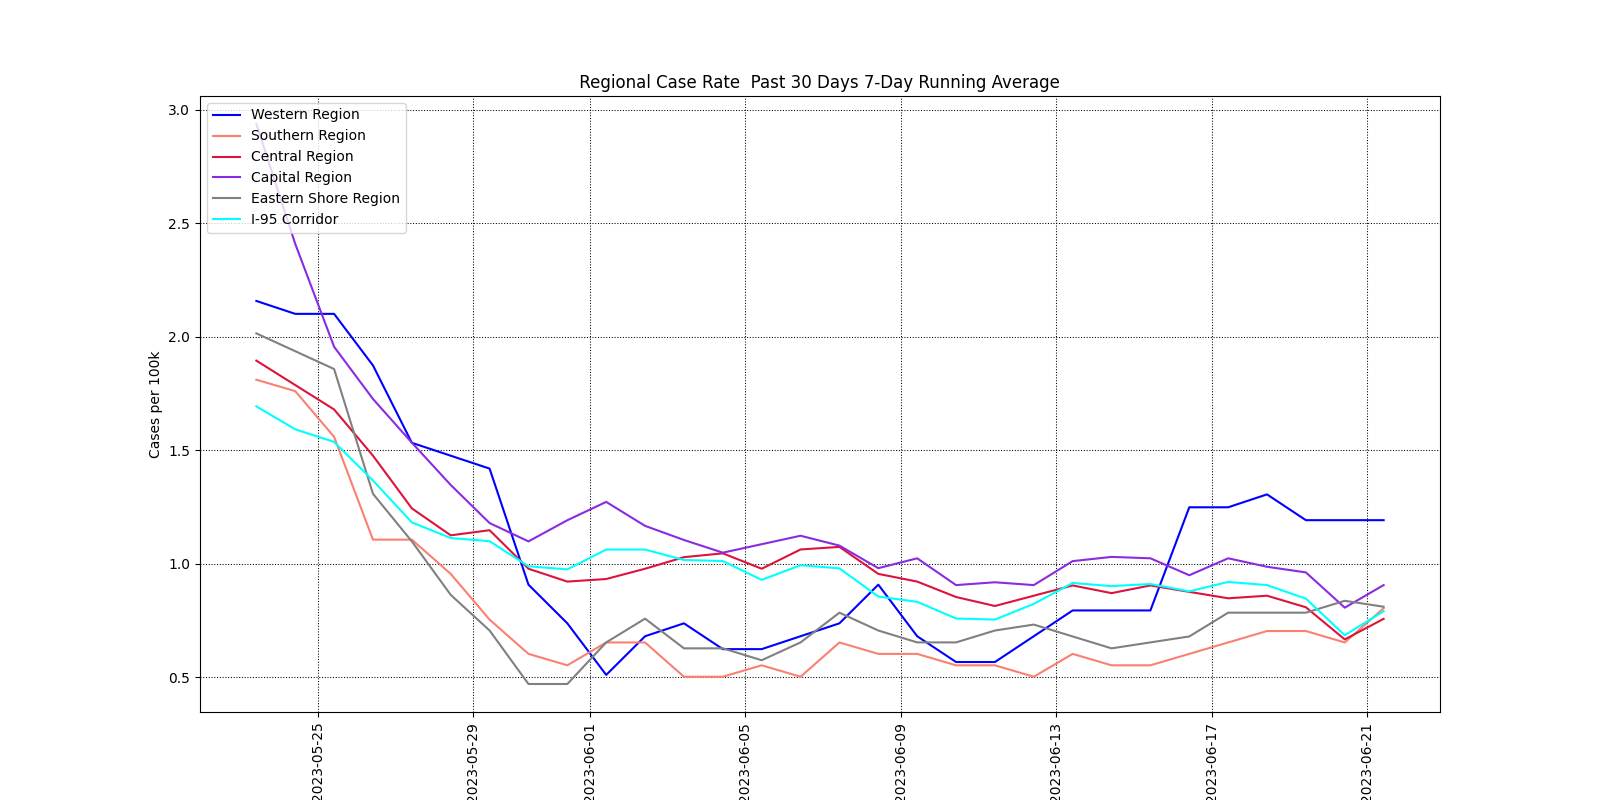 Regional Case Rate  Past 30 Days 7-Day Running Average
3.0
2.5
2.0
1.5
1.0
0.5
Cases per 100k
Western Region
Southern Region
Central Region
Capital Region
Eastern Shore Region
I-95 Corridor
2023-05-25
2023-05-29
2023-06-01
2023-06-05
2023-06-09
2023-06-13
2023-06-17
2023-06-21